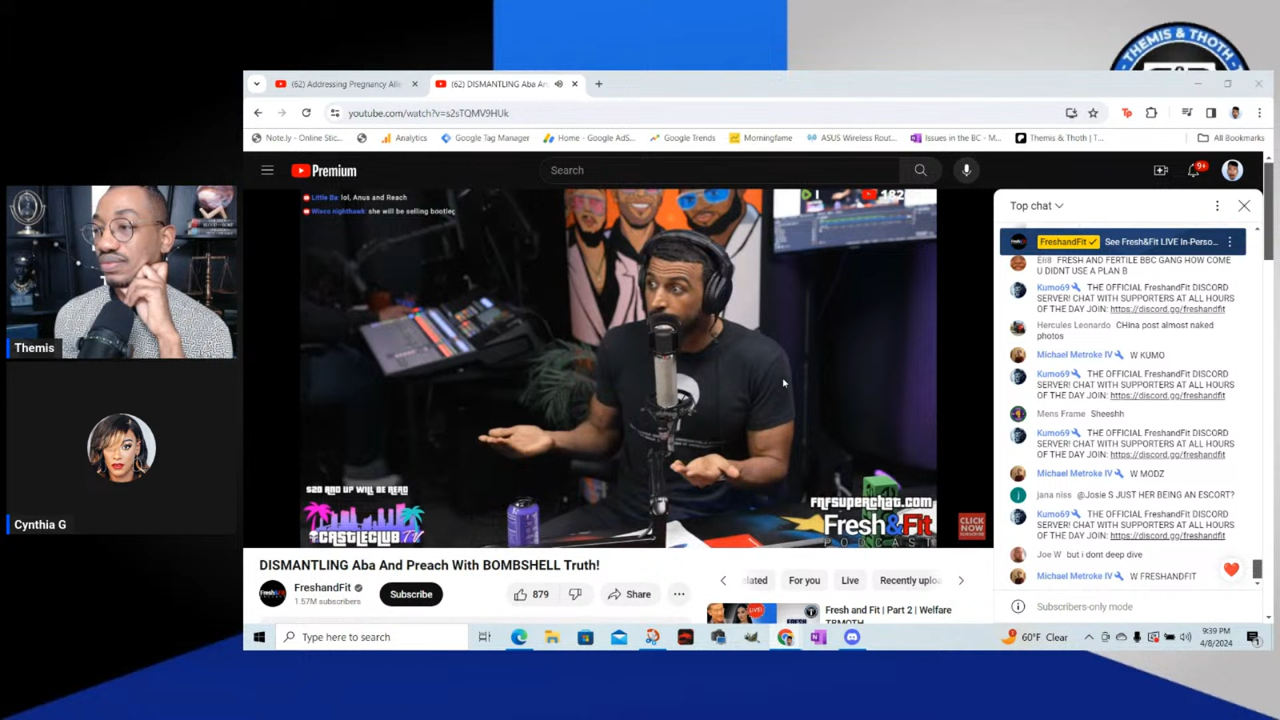 THEMIS & THOTH
(62) Addressing Pregnancy Alle
(62) DISMANTLING Aba An
youtube.com/watch?v=s2sTQMV9HUk
Note.ly - Online Stic...
Analytics
Google Tag Manager
Home - Google AdS...
Google Trends
Morningfame
ASUS Wireless Rout...
Issues in the BC - M...
Themis & Thoth | T...
All Bookmarks
Premium
Search
9+
Little Ba: lol, Anus and Reach
Wisco nighthawk: she will be selling bootleg
182
$20 AND UP WILL BE READ
CASTLECLUB TV
FNFSUPERCHAT.COM
Fresh&Fit
PODCAST
CLICK
NOW
SUBSCRIBE
Themis
Cynthia G
Top chat
FreshandFit See Fresh&Fit LIVE In-Perso...
Eli8 FRESH AND FERTILE BBC GANG HOW COME
U DIDNT USE A PLAN B
Kumo69 THE OFFICIAL FreshandFit DISCORD
SERVER! CHAT WITH SUPPORTERS AT ALL HOURS
OF THE DAY JOIN: https://discord.gg/freshandfit
Hercules Leonardo CHIna post almost naked
photos
Michael Metroke IV W KUMO
Kumo69 THE OFFICIAL FreshandFit DISCORD
SERVER! CHAT WITH SUPPORTERS AT ALL HOURS
OF THE DAY JOIN: https://discord.gg/freshandfit
Mens Frame Sheeshh
Kumo69 THE OFFICIAL FreshandFit DISCORD
SERVER! CHAT WITH SUPPORTERS AT ALL HOURS
OF THE DAY JOIN: https://discord.gg/freshandfit
Michael Metroke IV W MODZ
jana niss @Josie S JUST HER BEING AN ESCORT?
Kumo69 THE OFFICIAL FreshandFit DISCORD
SERVER! CHAT WITH SUPPORTERS AT ALL HOURS
OF THE DAY JOIN: https://discord.gg/freshandfit
Joe W but i dont deep dive
Michael Metroke IV W FRESHANDFIT
Subscribers-only mode
DISMANTLING Aba And Preach With BOMBSHELL Truth!
FreshandFit
1.57M subscribers
Subscribe
879
Share
elated
For you
Live
Recently uploa
Fresh and Fit | Part 2 | Welfare
Type here to search
60°F Clear
9:39 PM
4/8/2024